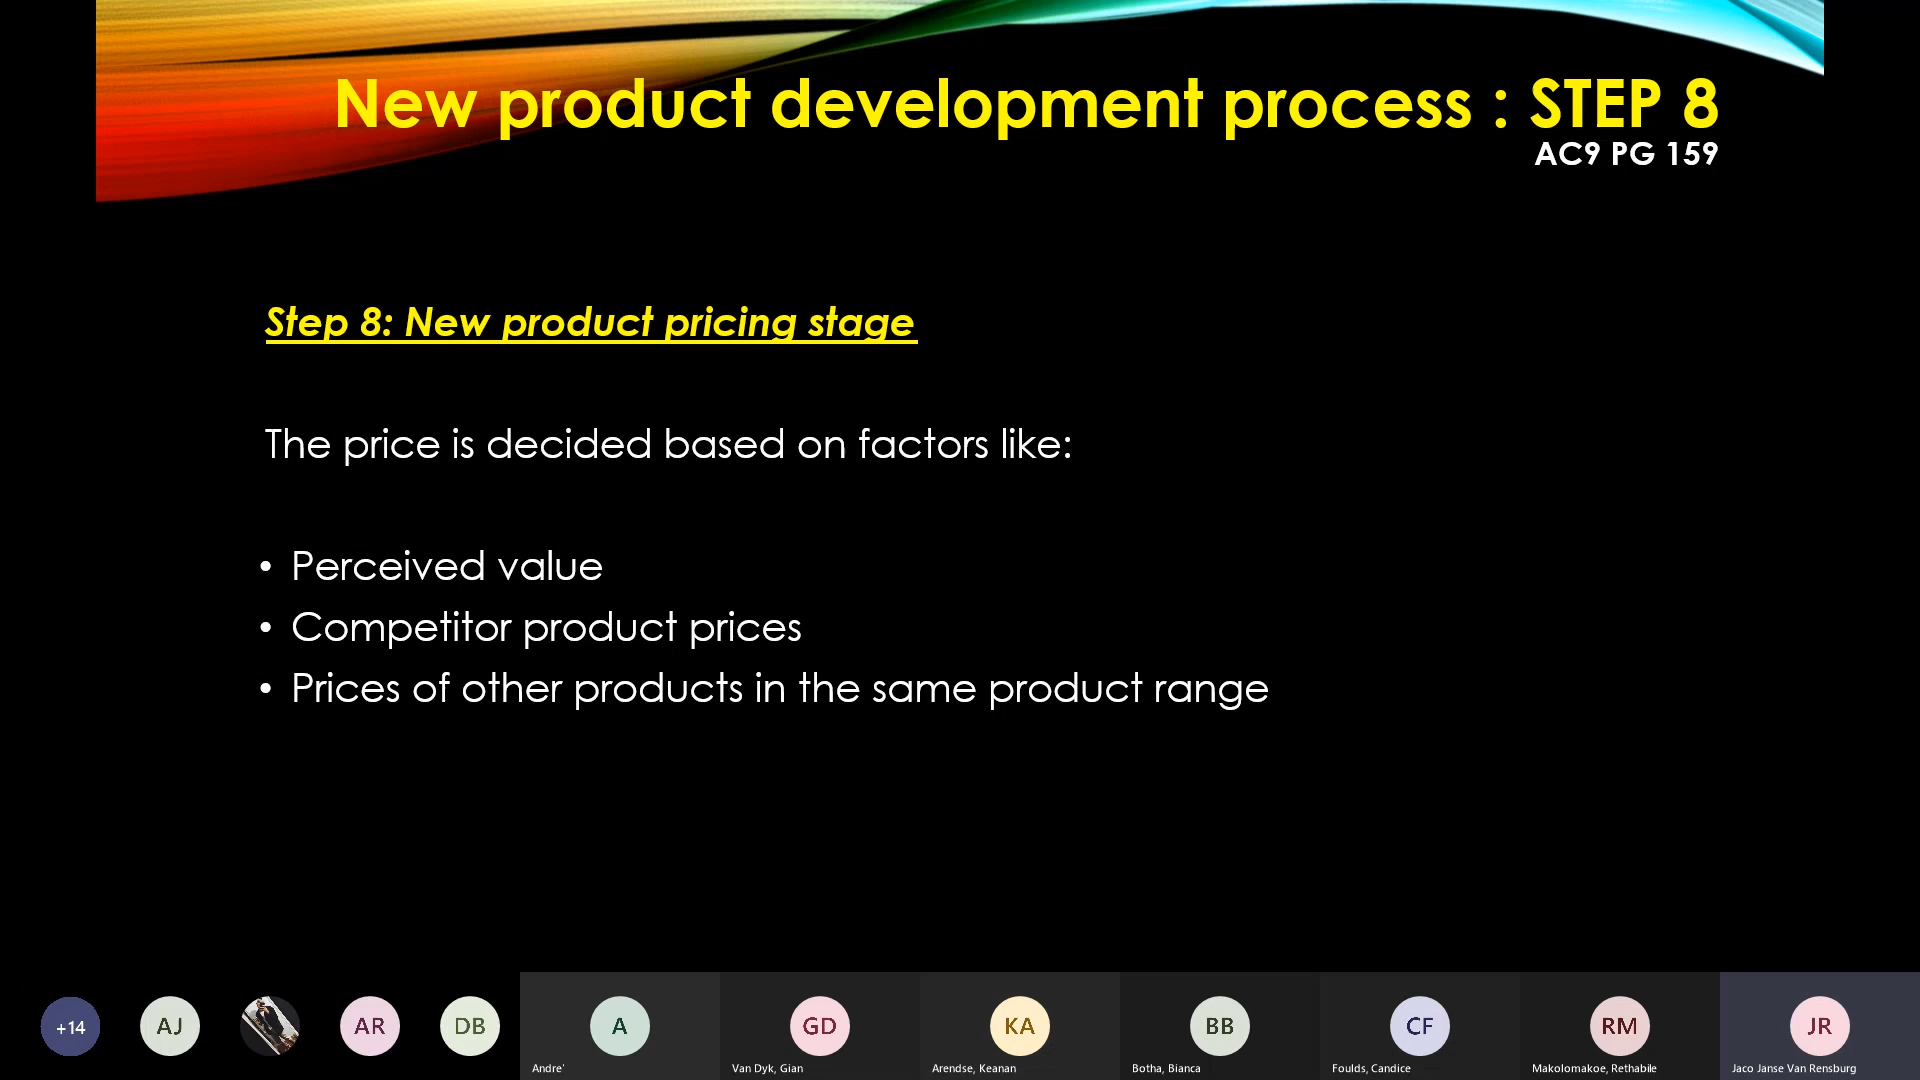 New product development process : STEP 8
AC9 PG 159
Step 8: New product pricing stage
The price is decided based on factors like:
• Perceived value
• Competitor product prices
• Prices of other products in the same product range
+14
AJ
AR
DB
A
GD
KA
BB
CF
RM
JR
Andre'
Van Dyk, Gian
Arendse, Keanan
Botha, Bianca
Foulds, Candice
Makolomakoe, Rethabile
Jaco Janse Van Rensburg